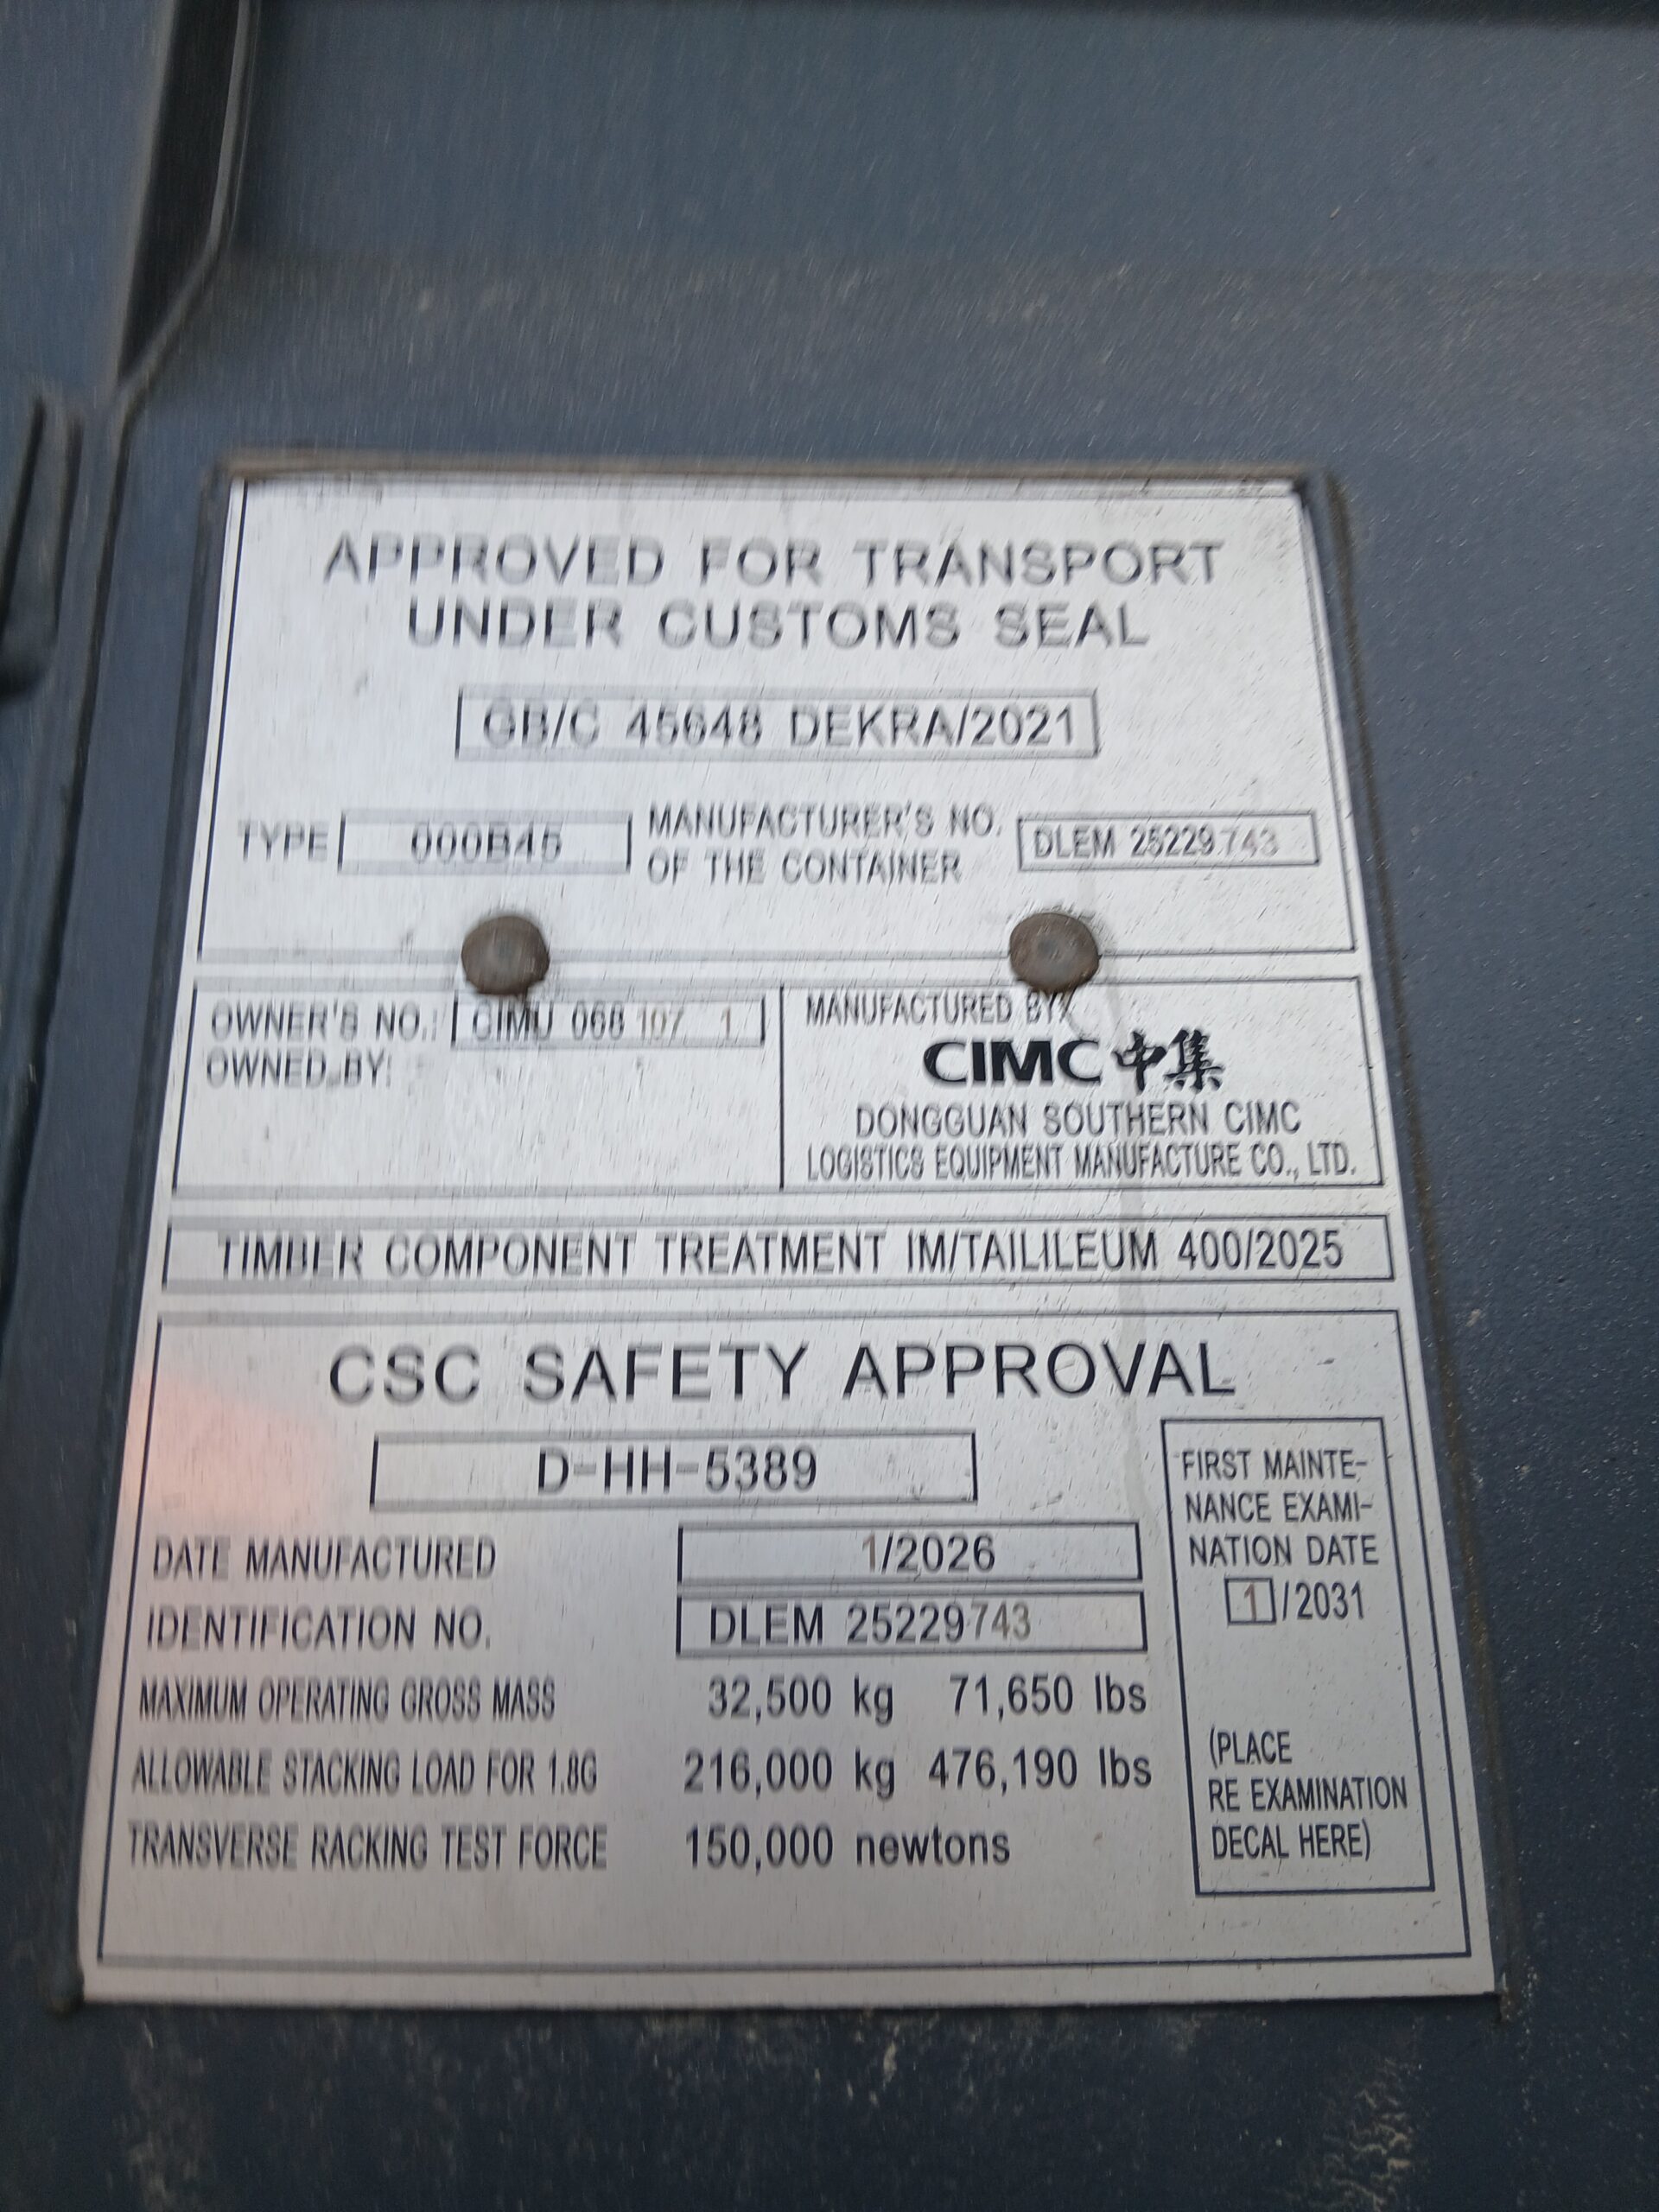 APPROVED FOR TRANSPORT
UNDER CUSTOMS SEAL
GB/C 45648 DEKRA/2021
TYPE 000B45 MANUFACTURER'S NO. OF THE CONTAINER DLEM 25229743
OWNER'S NO.: CIMU 068 107 1
OWNED BY:
MANUFACTURED BY:
CIMC 中集
DONGGUAN SOUTHERN CIMC
LOGISTICS EQUIPMENT MANUFACTURE CO., LTD.
TIMBER COMPONENT TREATMENT IM/TAILILEUM 400/2025
CSC SAFETY APPROVAL
D-HH-5389
DATE MANUFACTURED 1/2026
IDENTIFICATION NO. DLEM 25229743
MAXIMUM OPERATING GROSS MASS 32,500 kg 71,650 lbs
ALLOWABLE STACKING LOAD FOR 1.8G 216,000 kg 476,190 lbs
TRANSVERSE RACKING TEST FORCE 150,000 newtons
FIRST MAINTE-
NANCE EXAMI-
NATION DATE
1/2031
(PLACE
RE EXAMINATION
DECAL HERE)